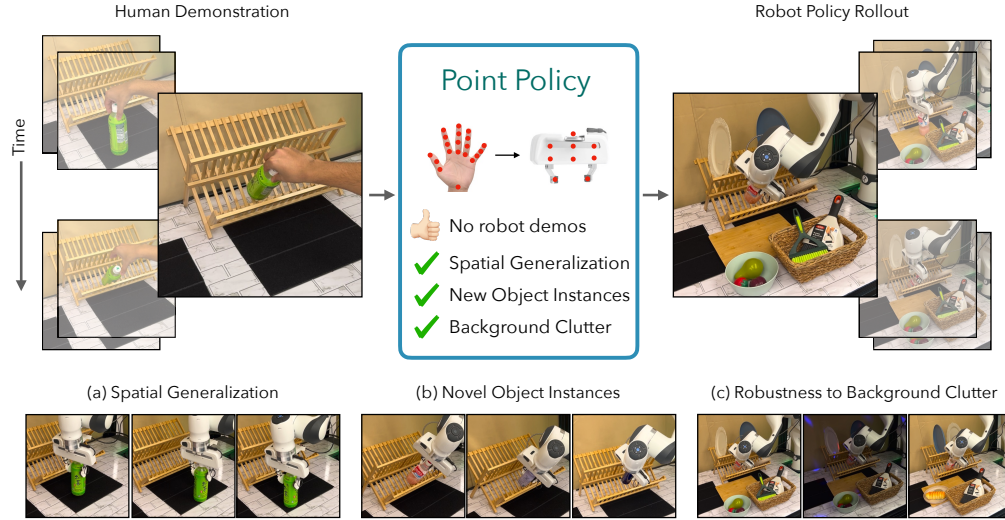 Human Demonstration
Robot Policy Rollout
Time
Point Policy
No robot demos
Spatial Generalization
New Object Instances
Background Clutter
(a) Spatial Generalization
(b) Novel Object Instances
(c) Robustness to Background Clutter